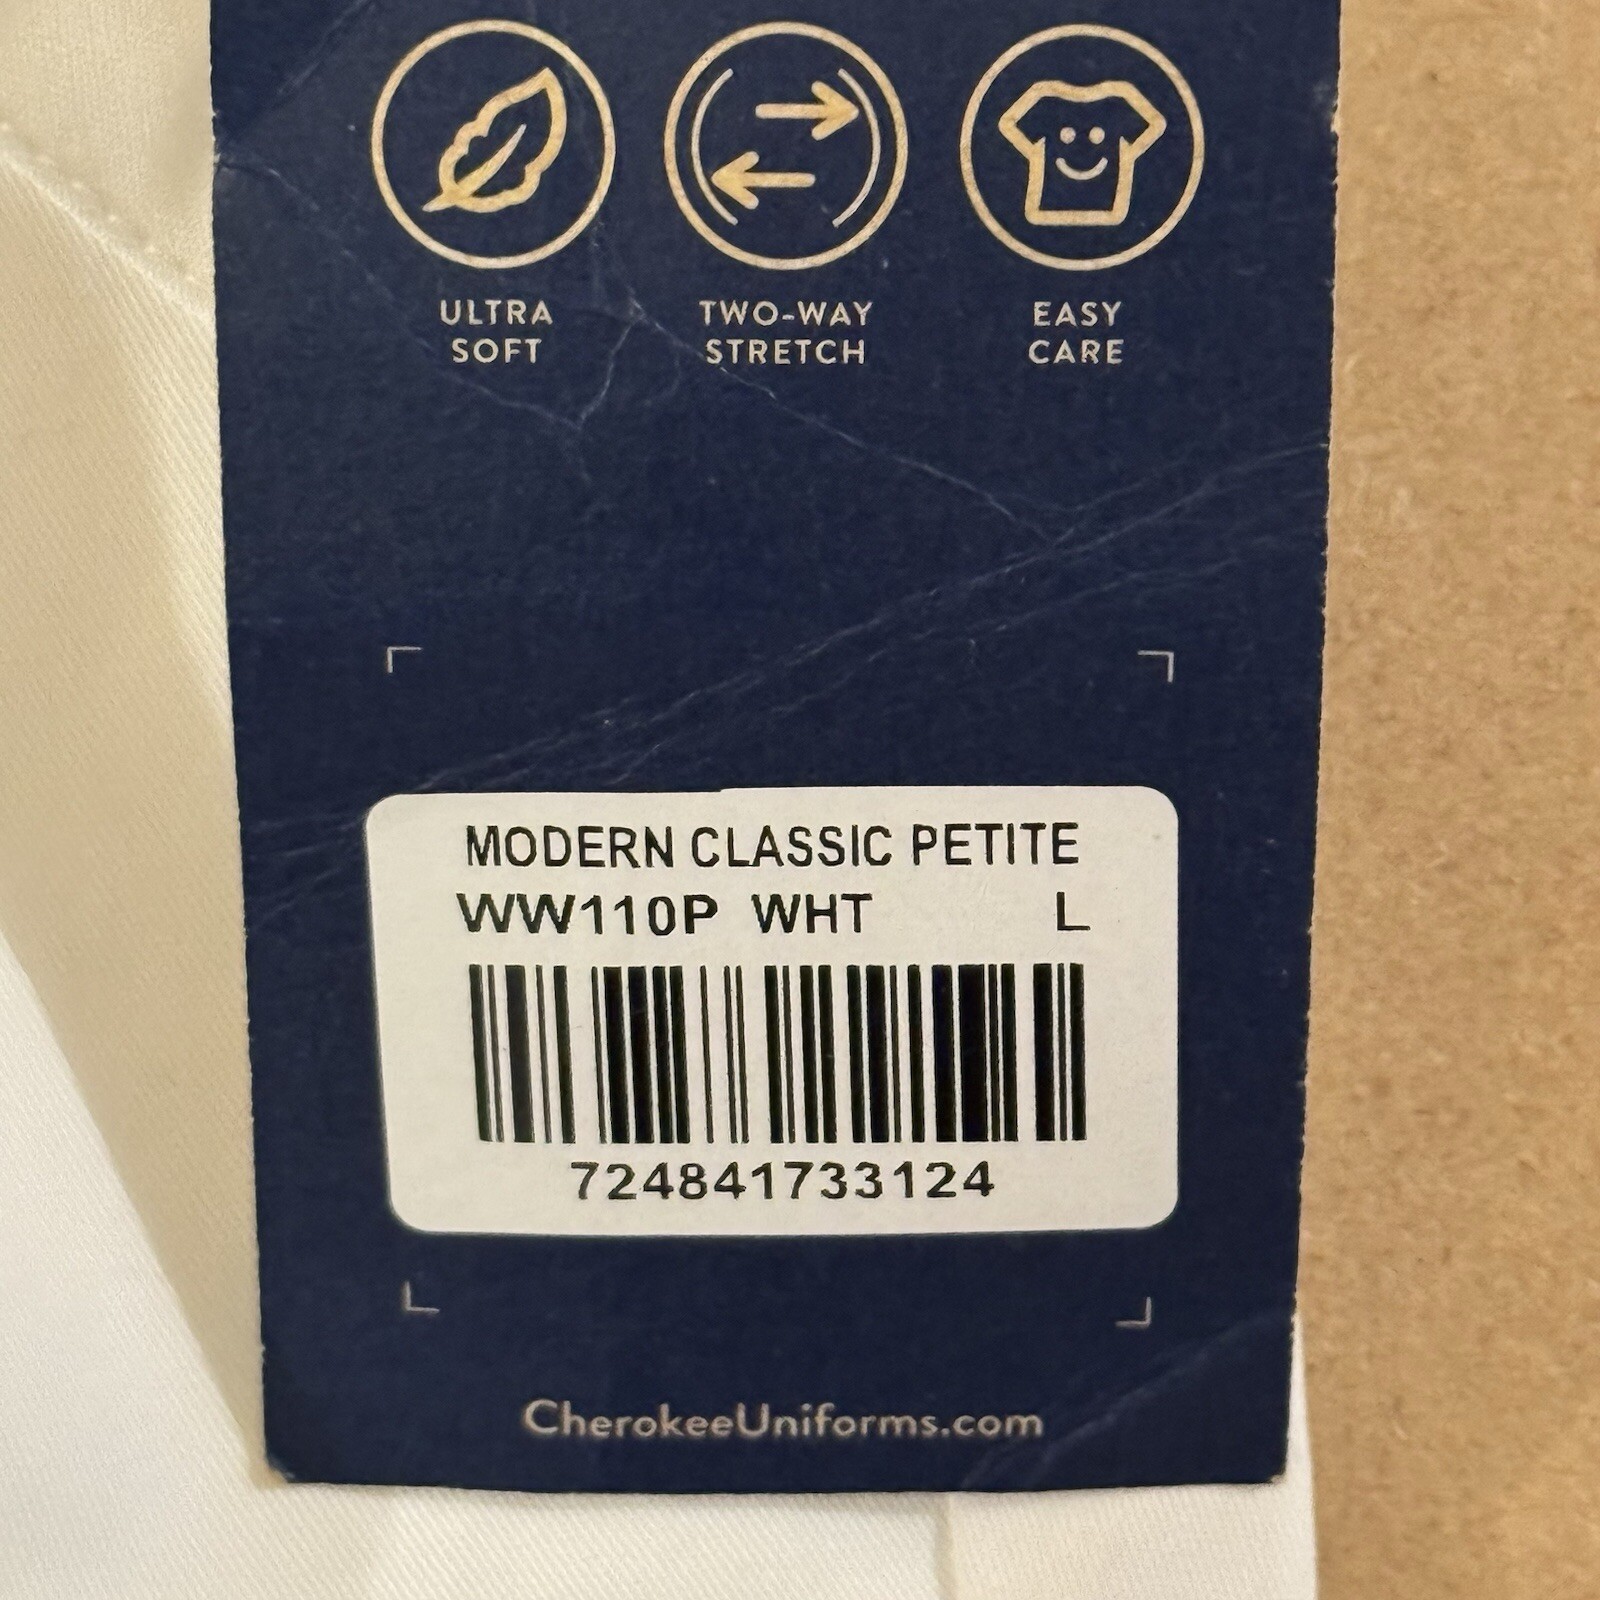 ULTRA
SOFT
TWO-WAY
STRETCH
EASY
CARE
MODERN CLASSIC PETITE
WW110P WHT L
724841733124
CherokeeUniforms.com